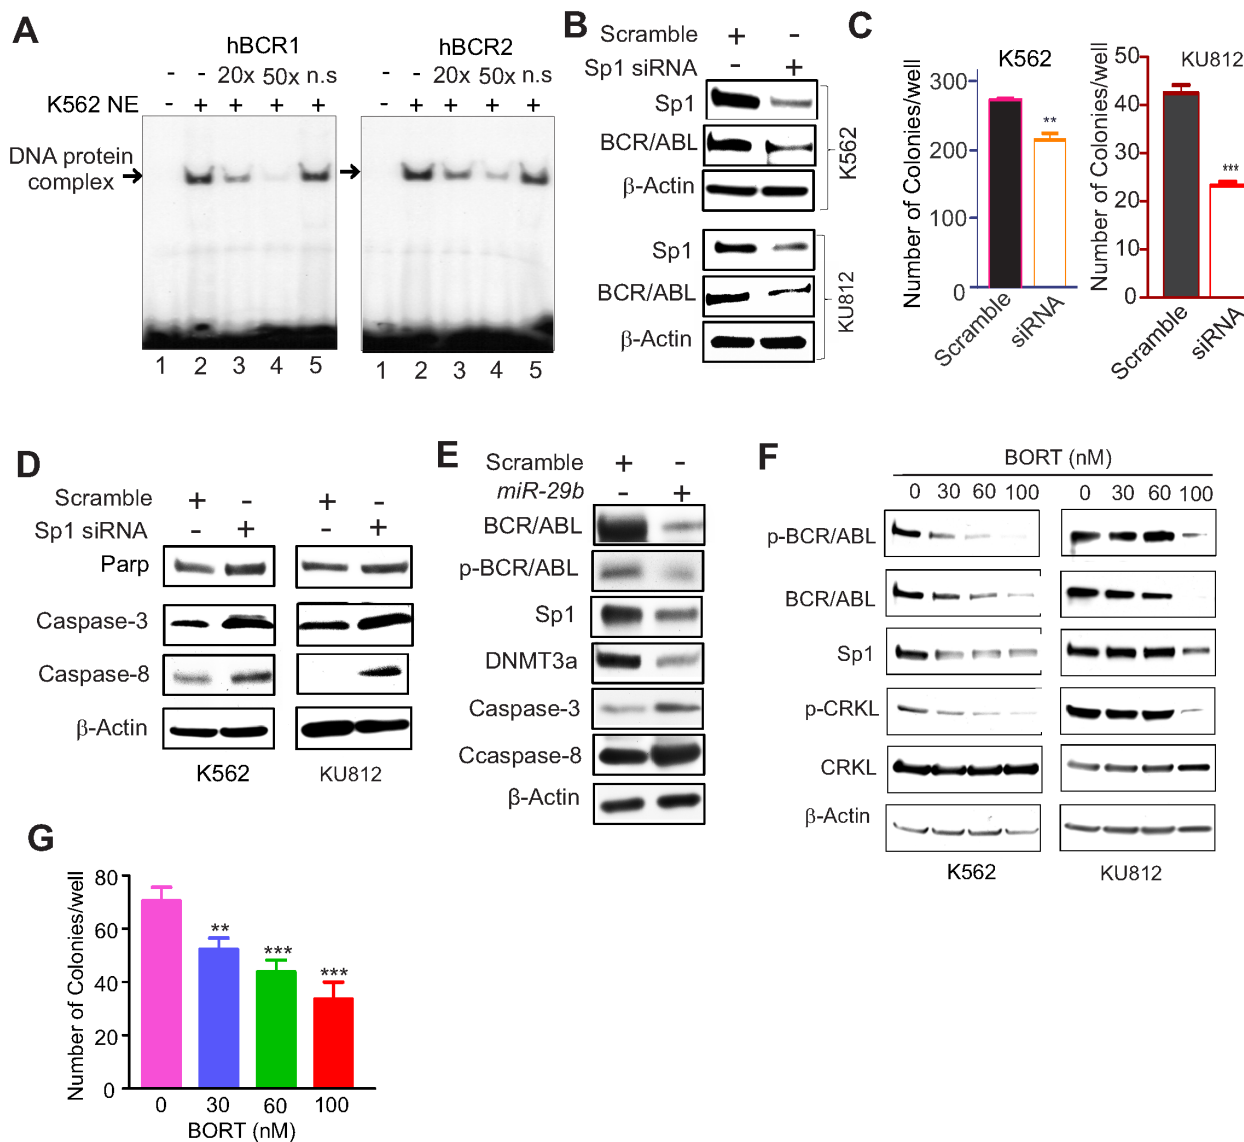 A
hBCR1
hBCR2
- - 20x 50x n.s
- - 20x 50x n.s
K562 NE - + + + + - + + + +
DNA protein
complex
1 2 3 4 5
1 2 3 4 5
B
Scramble + -
Sp1 siRNA - +
Sp1
BCR/ABL
β-Actin
K562
Sp1
BCR/ABL
β-Actin
KU812
C
K562
Number of Colonies/well
300
200
100
0
**
Scramble
siRNA
KU812
Number of Colonies/well
50
40
30
20
10
0
***
Scramble
siRNA
D
Scramble + - + -
Sp1 siRNA - + - +
Parp
Caspase-3
Caspase-8
β-Actin
K562 KU812
E
Scramble + -
miR-29b - +
BCR/ABL
p-BCR/ABL
Sp1
DNMT3a
Caspase-3
Ccaspase-8
β-Actin
F
BORT (nM)
0 30 60 100 0 30 60 100
p-BCR/ABL
BCR/ABL
Sp1
p-CRKL
CRKL
β-Actin
K562 KU812
G
Number of Colonies/well
80
60
40
20
0
** *** ***
0 30 60 100
BORT (nM)